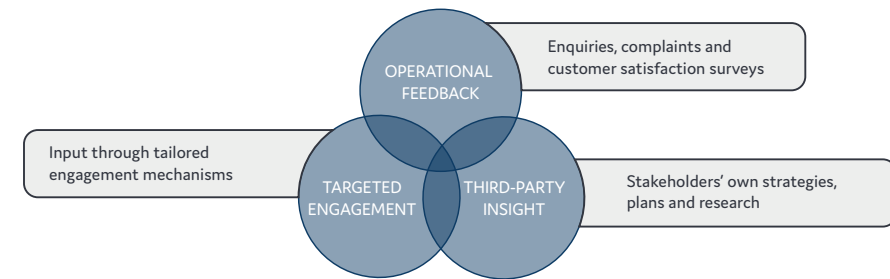 OPERATIONAL
FEEDBACK
Enquiries, complaints and
customer satisfaction surveys
Input through tailored
engagement mechanisms
TARGETED
ENGAGEMENT
THIRD-PARTY
INSIGHT
Stakeholders’ own strategies,
plans and research